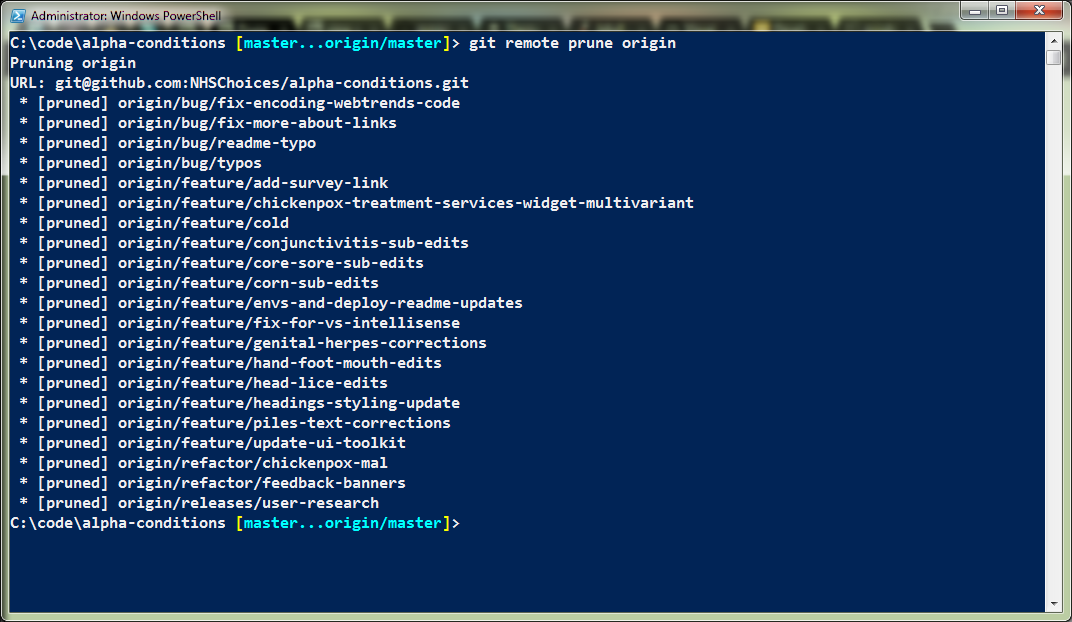 Administrator: Windows PowerShell
C:\code\alpha-conditions [master...origin/master]> git remote prune origin
Pruning origin
URL: git@github.com:NHSChoices/alpha-conditions.git
 * [pruned] origin/bug/fix-encoding-webtrends-code
 * [pruned] origin/bug/fix-more-about-links
 * [pruned] origin/bug/readme-typo
 * [pruned] origin/bug/typos
 * [pruned] origin/feature/add-survey-link
 * [pruned] origin/feature/chickenpox-treatment-services-widget-multivariant
 * [pruned] origin/feature/cold
 * [pruned] origin/feature/conjunctivitis-sub-edits
 * [pruned] origin/feature/core-sore-sub-edits
 * [pruned] origin/feature/corn-sub-edits
 * [pruned] origin/feature/envs-and-deploy-readme-updates
 * [pruned] origin/feature/fix-for-vs-intellisense
 * [pruned] origin/feature/genital-herpes-corrections
 * [pruned] origin/feature/hand-foot-mouth-edits
 * [pruned] origin/feature/head-lice-edits
 * [pruned] origin/feature/headings-styling-update
 * [pruned] origin/feature/piles-text-corrections
 * [pruned] origin/feature/update-ui-toolkit
 * [pruned] origin/refactor/chickenpox-mal
 * [pruned] origin/refactor/feedback-banners
 * [pruned] origin/releases/user-research
C:\code\alpha-conditions [master...origin/master]>